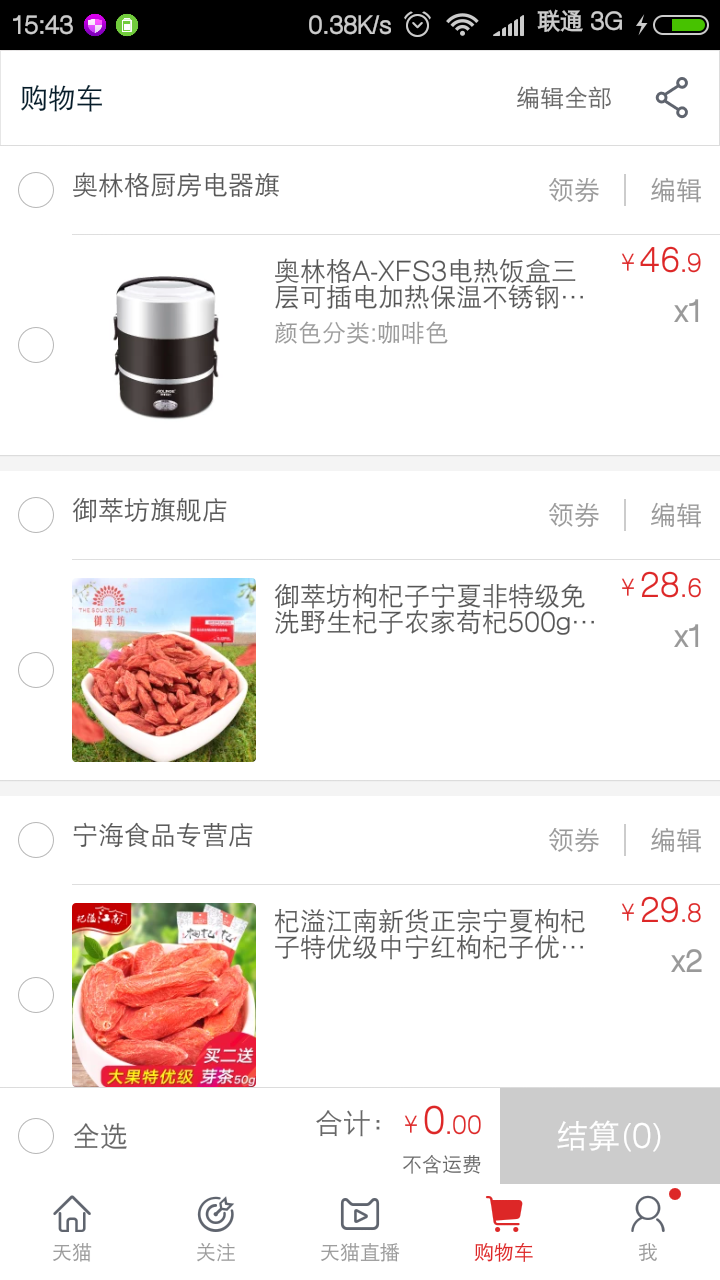 15:43 0.38K/s 联通 3G
购物车 编辑全部
奥林格厨房电器旗 领券 编辑
奥林格A-XFS3电热饭盒三 ¥46.9
层可插电加热保温不锈钢… x1
颜色分类:咖啡色
御萃坊旗舰店 领券 编辑
THE SOURCE OF LIFE
御萃坊
御萃坊枸杞子宁夏非特级免 ¥28.6
洗野生杞子农家苟杞500g… x1
宁海食品专营店 领券 编辑
杞溢江南
枸杞
杞溢江南新货正宗宁夏枸杞 ¥29.8
子特优级中宁红枸杞子优… x2
买二送
大果特优级 芽茶50g
全选 合计: ¥0.00 结算(0)
不含运费
天猫 关注 天猫直播 购物车 我